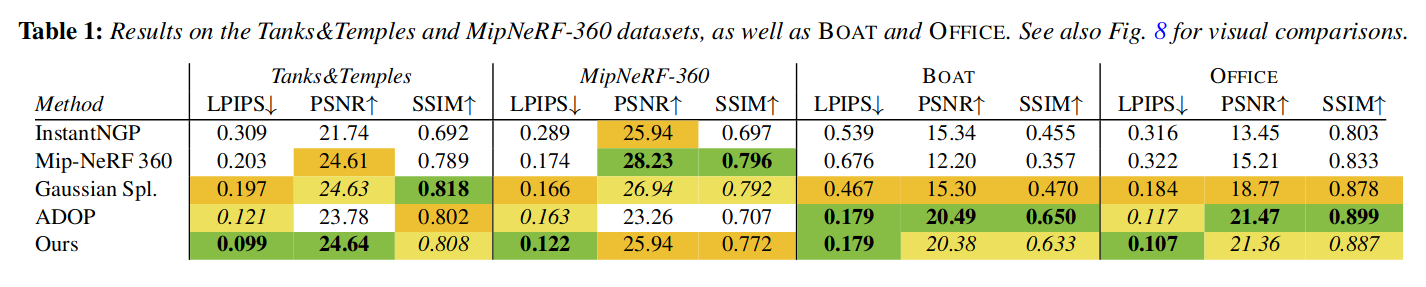 Table 1: Results on the Tanks&Temples and MipNeRF-360 datasets, as well as BOAT and OFFICE. See also Fig. 8 for visual comparisons.
Tanks&Temples MipNeRF-360 BOAT OFFICE
Method LPIPS↓ PSNR↑ SSIM↑ LPIPS↓ PSNR↑ SSIM↑ LPIPS↓ PSNR↑ SSIM↑ LPIPS↓ PSNR↑ SSIM↑
InstantNGP 0.309 21.74 0.692 0.289 25.94 0.697 0.539 15.34 0.455 0.316 13.45 0.803
Mip-NeRF 360 0.203 24.61 0.789 0.174 28.23 0.796 0.676 12.20 0.357 0.322 15.21 0.833
Gaussian Spl. 0.197 24.63 0.818 0.166 26.94 0.792 0.467 15.30 0.470 0.184 18.77 0.878
ADOP 0.121 23.78 0.802 0.163 23.26 0.707 0.179 20.49 0.650 0.117 21.47 0.899
Ours 0.099 24.64 0.808 0.122 25.94 0.772 0.179 20.38 0.633 0.107 21.36 0.887